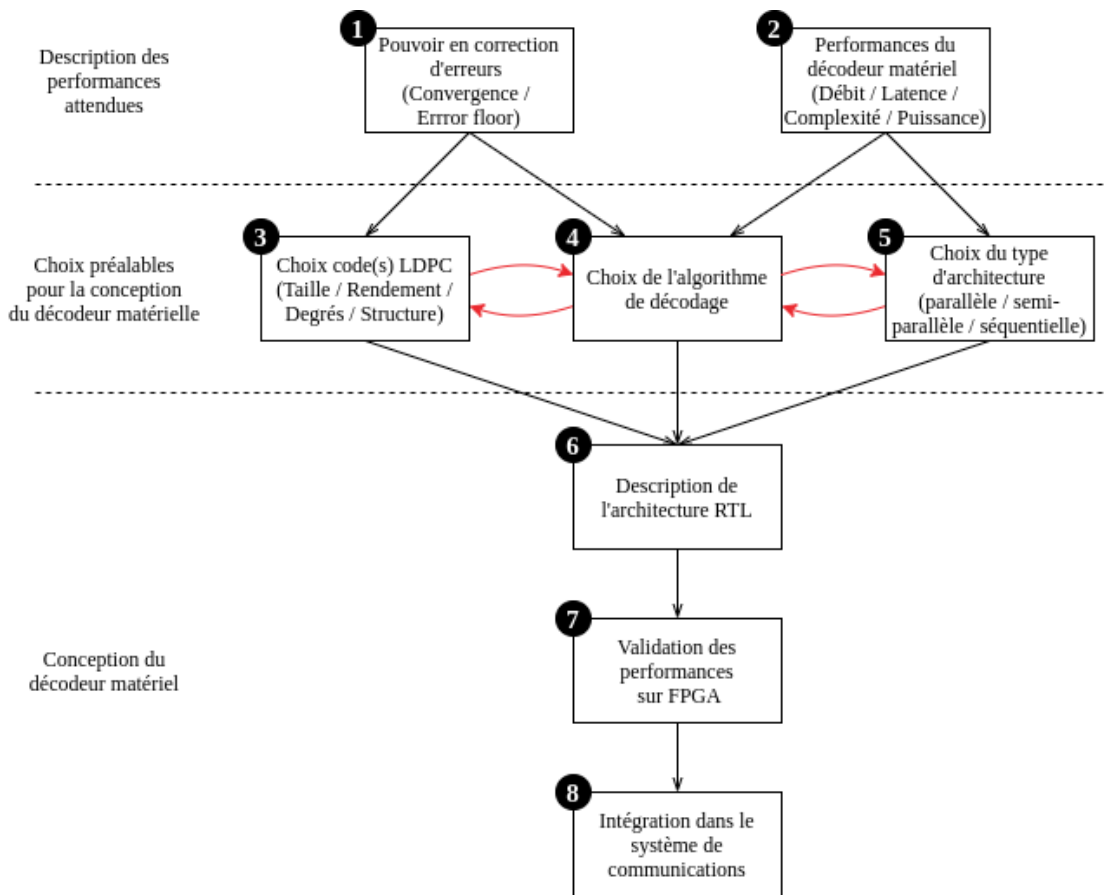 Description des
performances
attendues
1
Pouvoir en correction
d'erreurs
(Convergence /
Errror floor)
2
Performances du
décodeur matériel
(Débit / Latence /
Complexité / Puissance)
Choix préalables
pour la conception
du décodeur matérielle
3
Choix code(s) LDPC
(Taille / Rendement /
Degrés / Structure)
4
Choix de l'algorithme
de décodage
5
Choix du type
d'architecture
(parallèle / semi-
parallèle / séquentielle)
6
Description de
l'architecture RTL
Conception du
décodeur matériel
7
Validation des
performances
sur FPGA
8
Intégration dans le
système de
communications